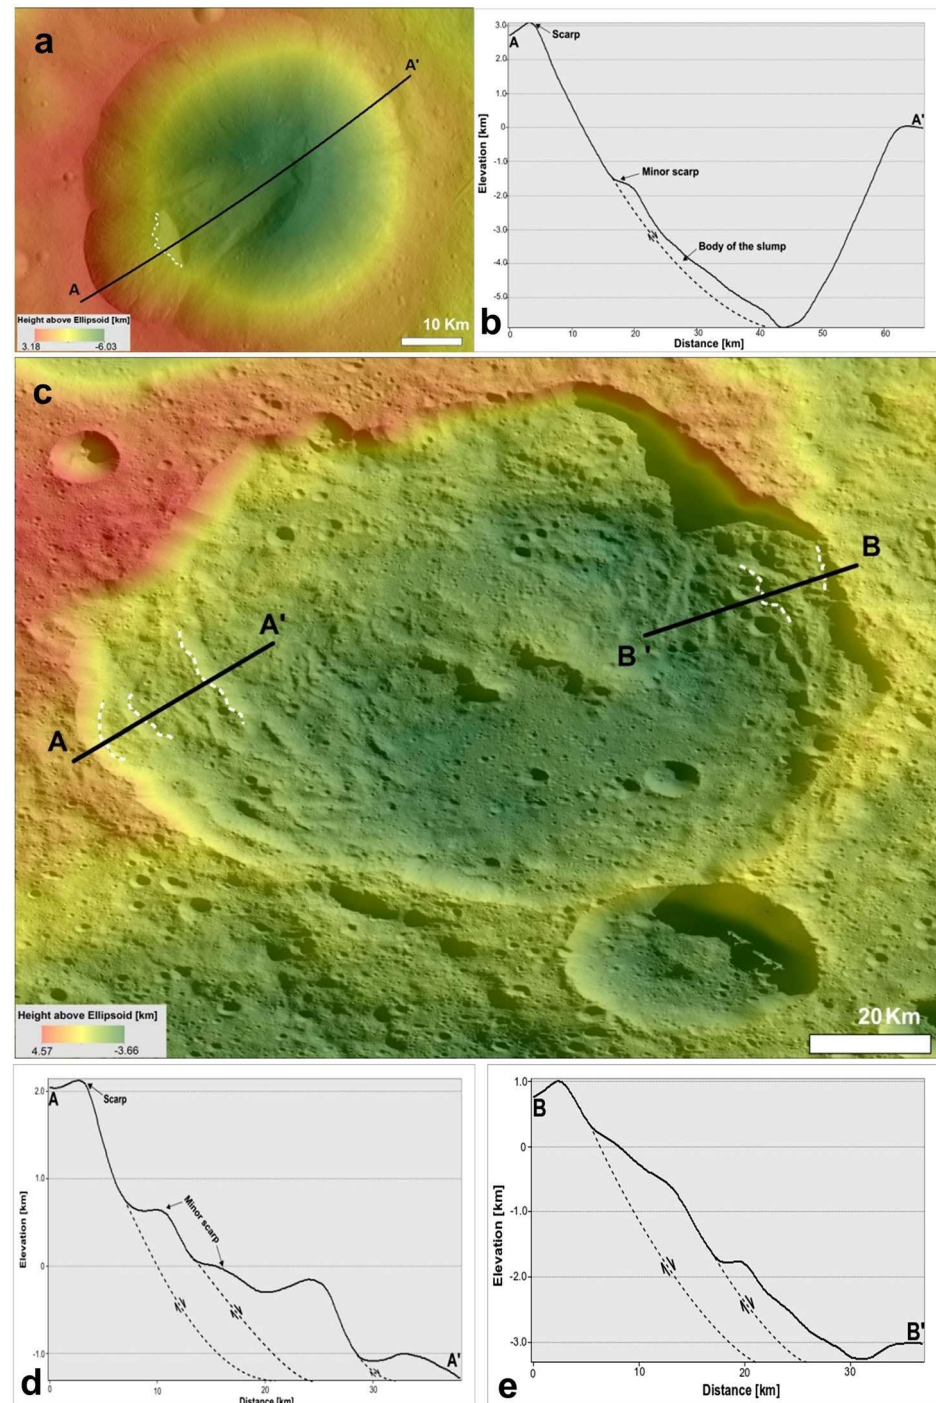 a
A'
A
Height above Ellipsoid [km]
3.18 -6.03
10 Km
b
Elevation [km]
3.0
2.0
1.0
0
-1.0
-2.0
-3.0
-4.0
-5.0
A
Scarp
Minor scarp
Body of the slump
A'
0 10 20 30 40 50 60
Distance [km]
c
A
A'
B
B '
Height above Ellipsoid [km]
4.57 -3.66
20 Km
d
Elevation [km]
2.0
1.0
0
-1.0
A
Scarp
Minor scarp
A'
0 10 20 30
Distance [km]
e
Elevation [km]
1.0
0
-1.0
-2.0
-3.0
B
B'
0 10 20 30
Distance [km]